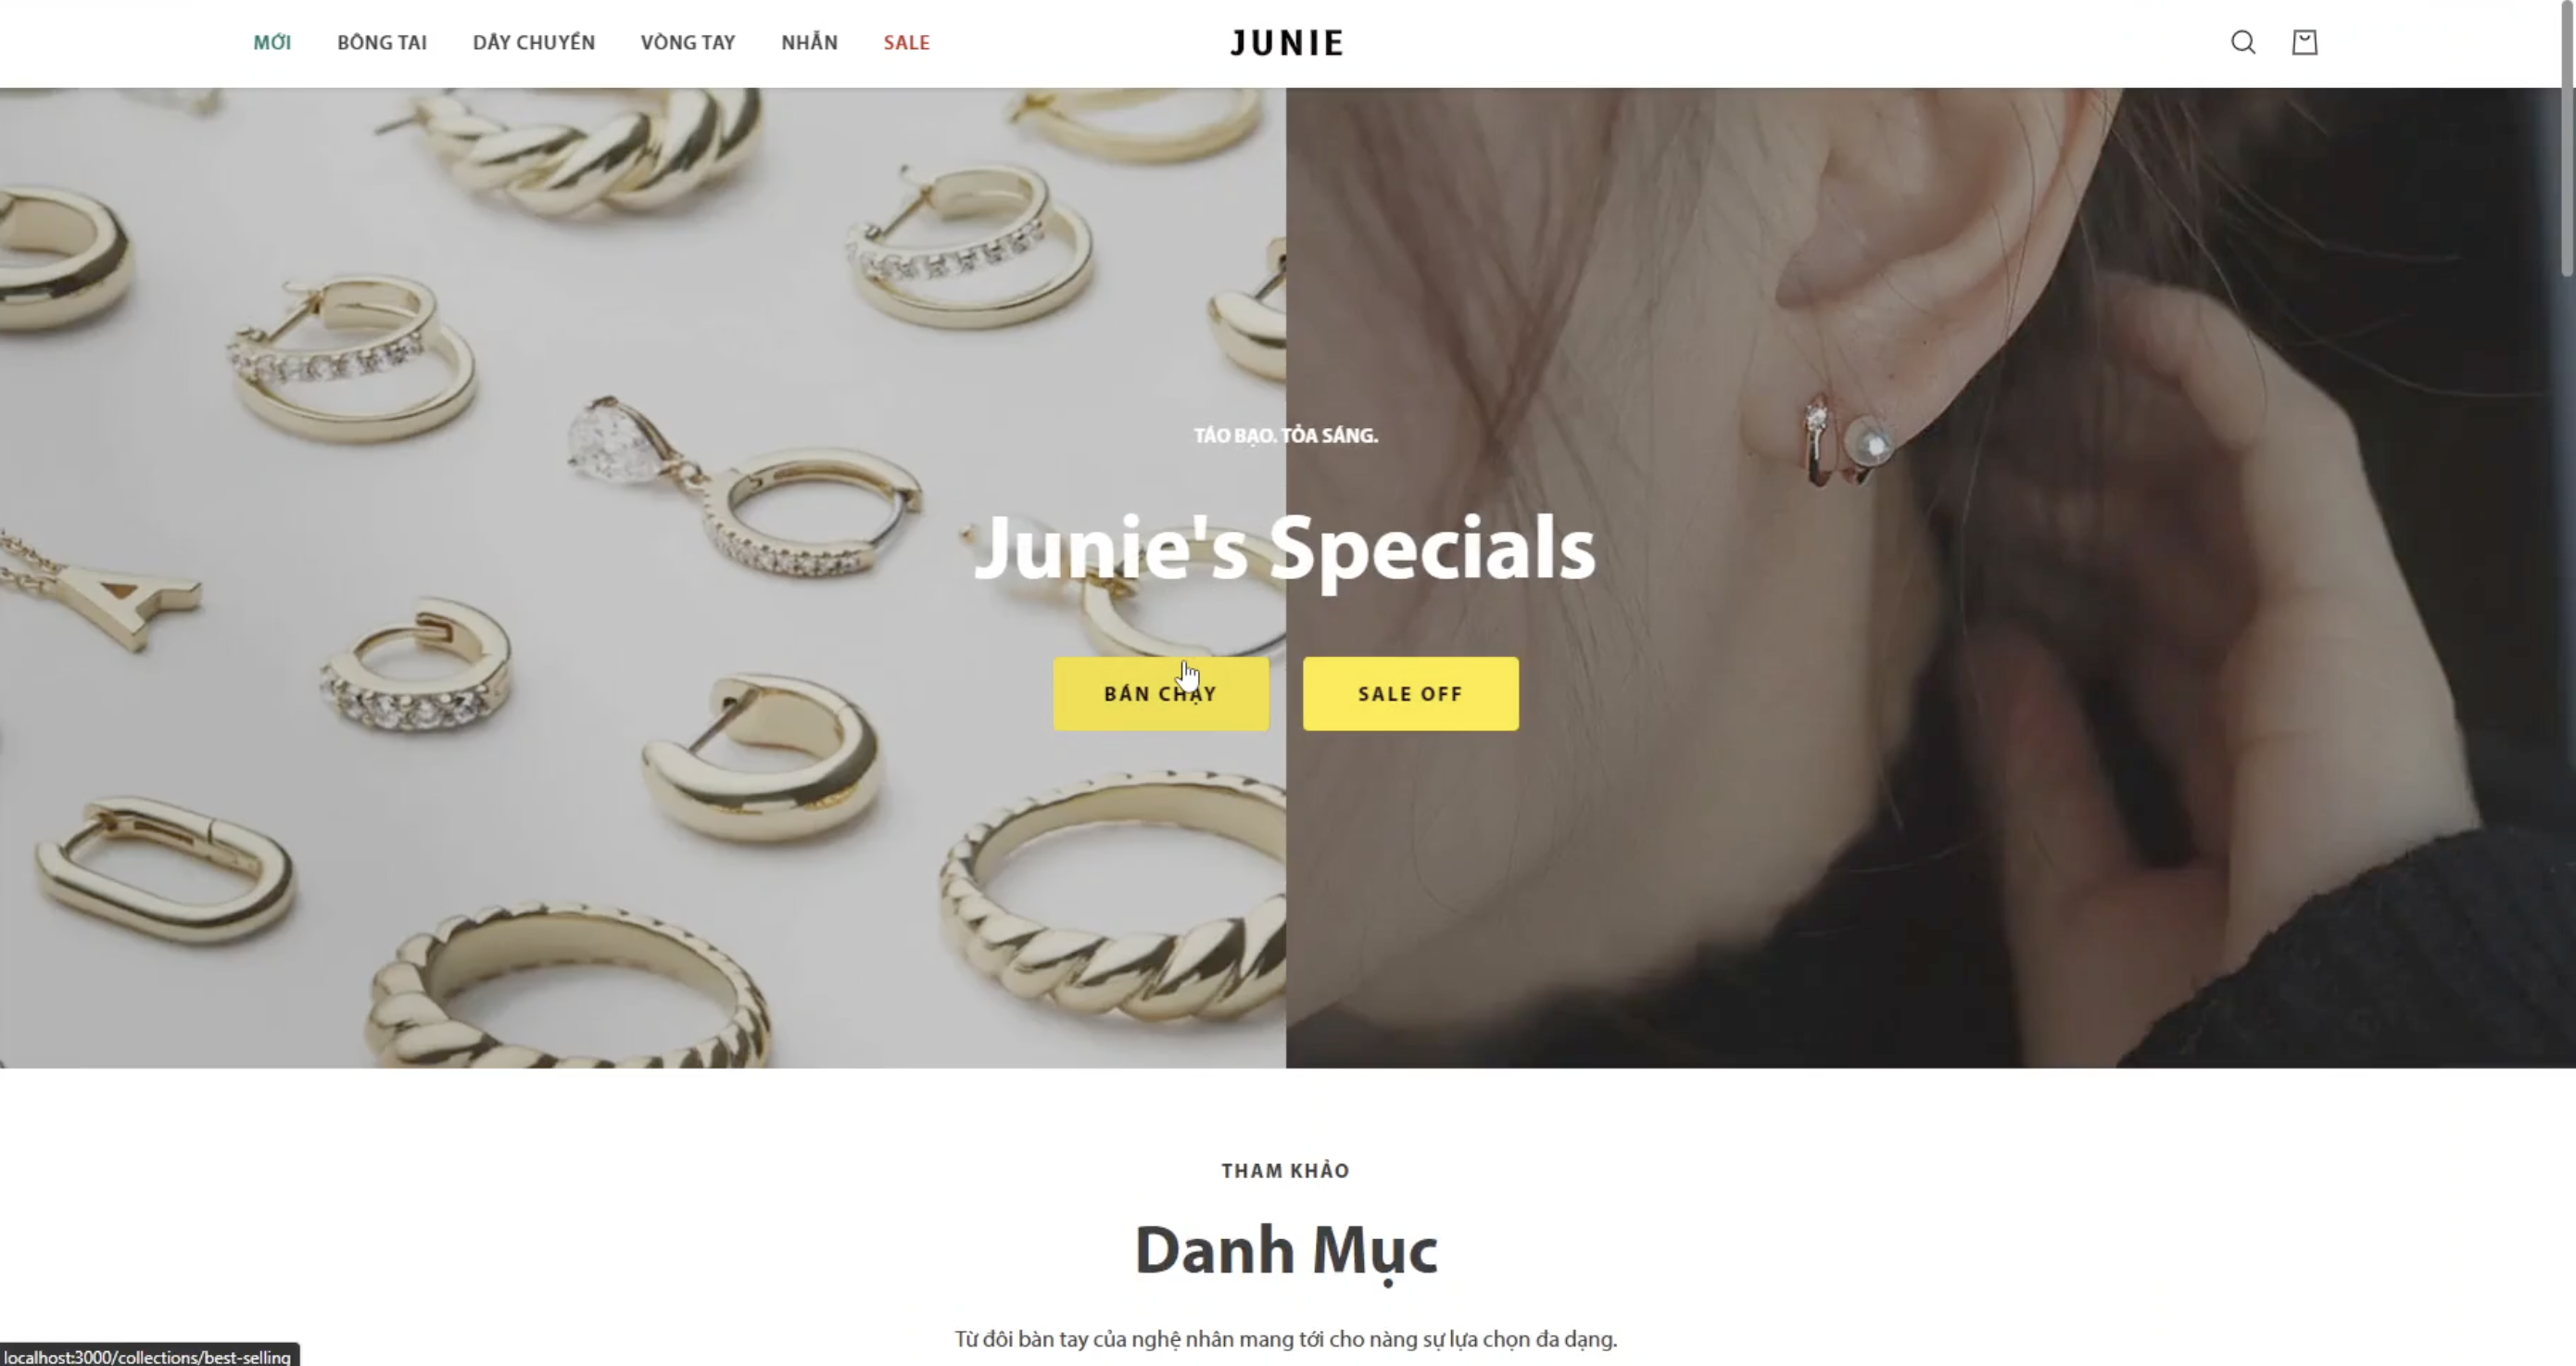 MỚI BÔNG TAI DÂY CHUYỀN VÒNG TAY NHẪN SALE JUNIE
TÁO BẠO. TỎA SÁNG.
Junie's Specials
BÁN CHẠY SALE OFF
THAM KHẢO
Danh Mục
Từ đôi bàn tay của nghệ nhân mang tới cho nàng sự lựa chọn đa dạng.
localhost:3000/collections/best-selling
A